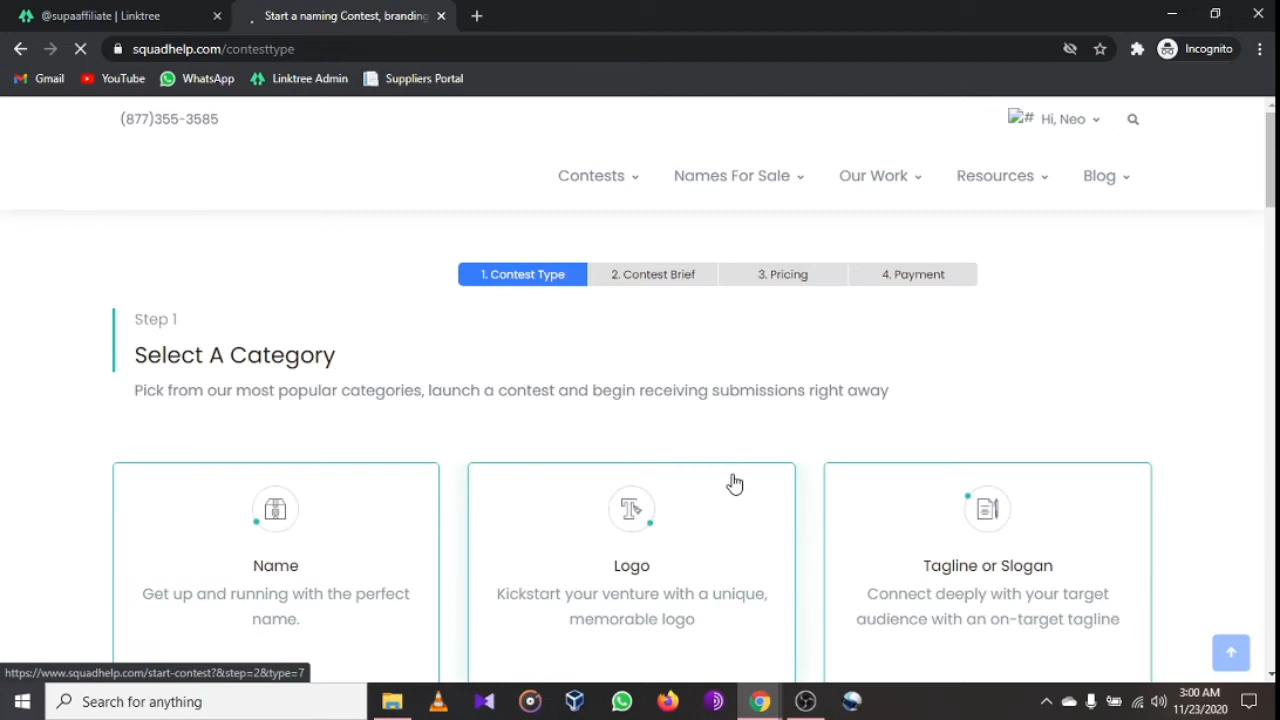 @supaaffiliate | Linktree
Start a naming Contest, branding
squadhelp.com/contesttype
Incognito
Gmail
YouTube
WhatsApp
Linktree Admin
Suppliers Portal
(877)355-3585
Hi, Neo
Contests
Names For Sale
Our Work
Resources
Blog
1. Contest Type
2. Contest Brief
3. Pricing
4. Payment
Step 1
Select A Category
Pick from our most popular categories, launch a contest and begin receiving submissions right away
Name
Get up and running with the perfect
name.
Logo
Kickstart your venture with a unique,
memorable logo
Tagline or Slogan
Connect deeply with your target
audience with an on-target tagline
https://www.squadhelp.com/start-contest?&step=2&type=7
Search for anything
3:00 AM
11/23/2020